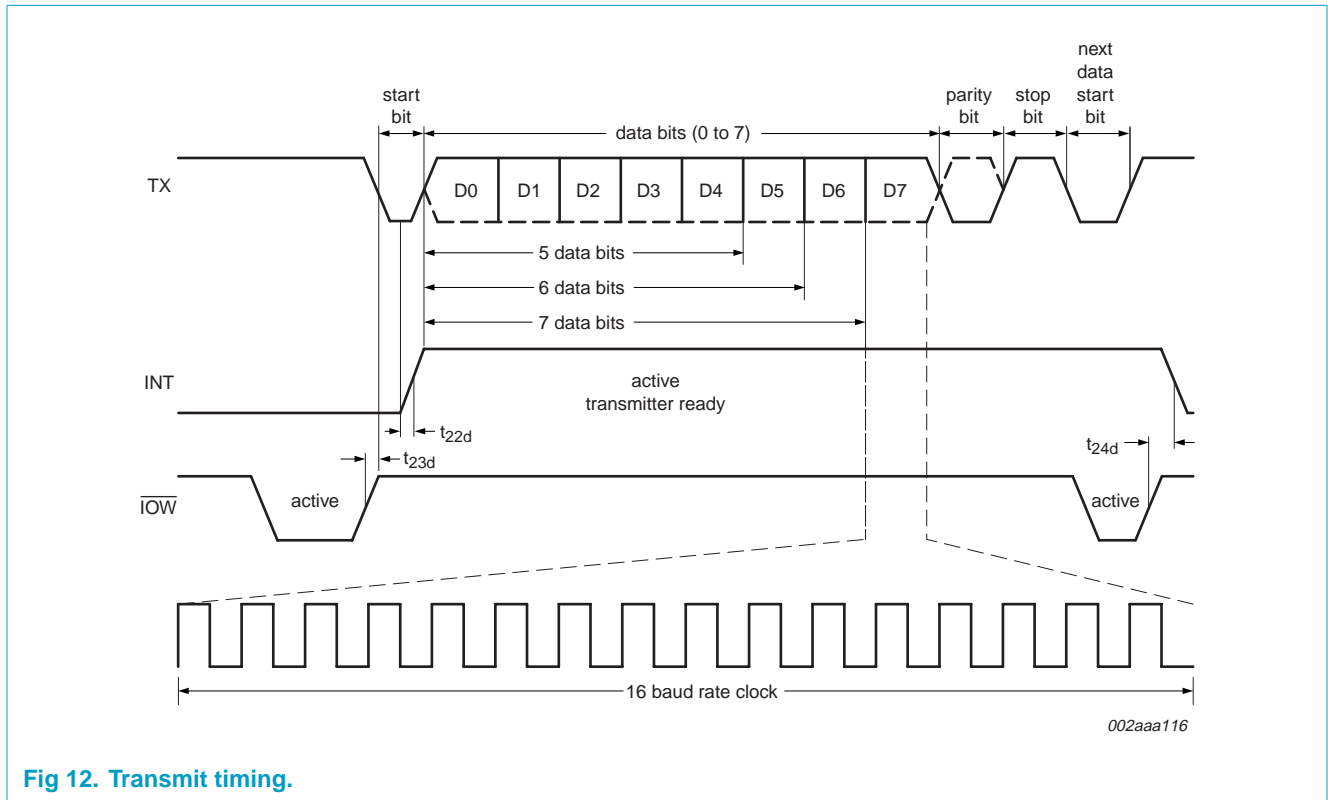 next
data
start
bit
start
bit
parity
bit
stop
bit
data bits (0 to 7)
TX
D0 D1 D2 D3 D4 D5 D6 D7
5 data bits
6 data bits
7 data bits
INT
active
transmitter ready
t22d
t23d
t24d
IOW
active
active
16 baud rate clock
002aaa116
Fig 12. Transmit timing.